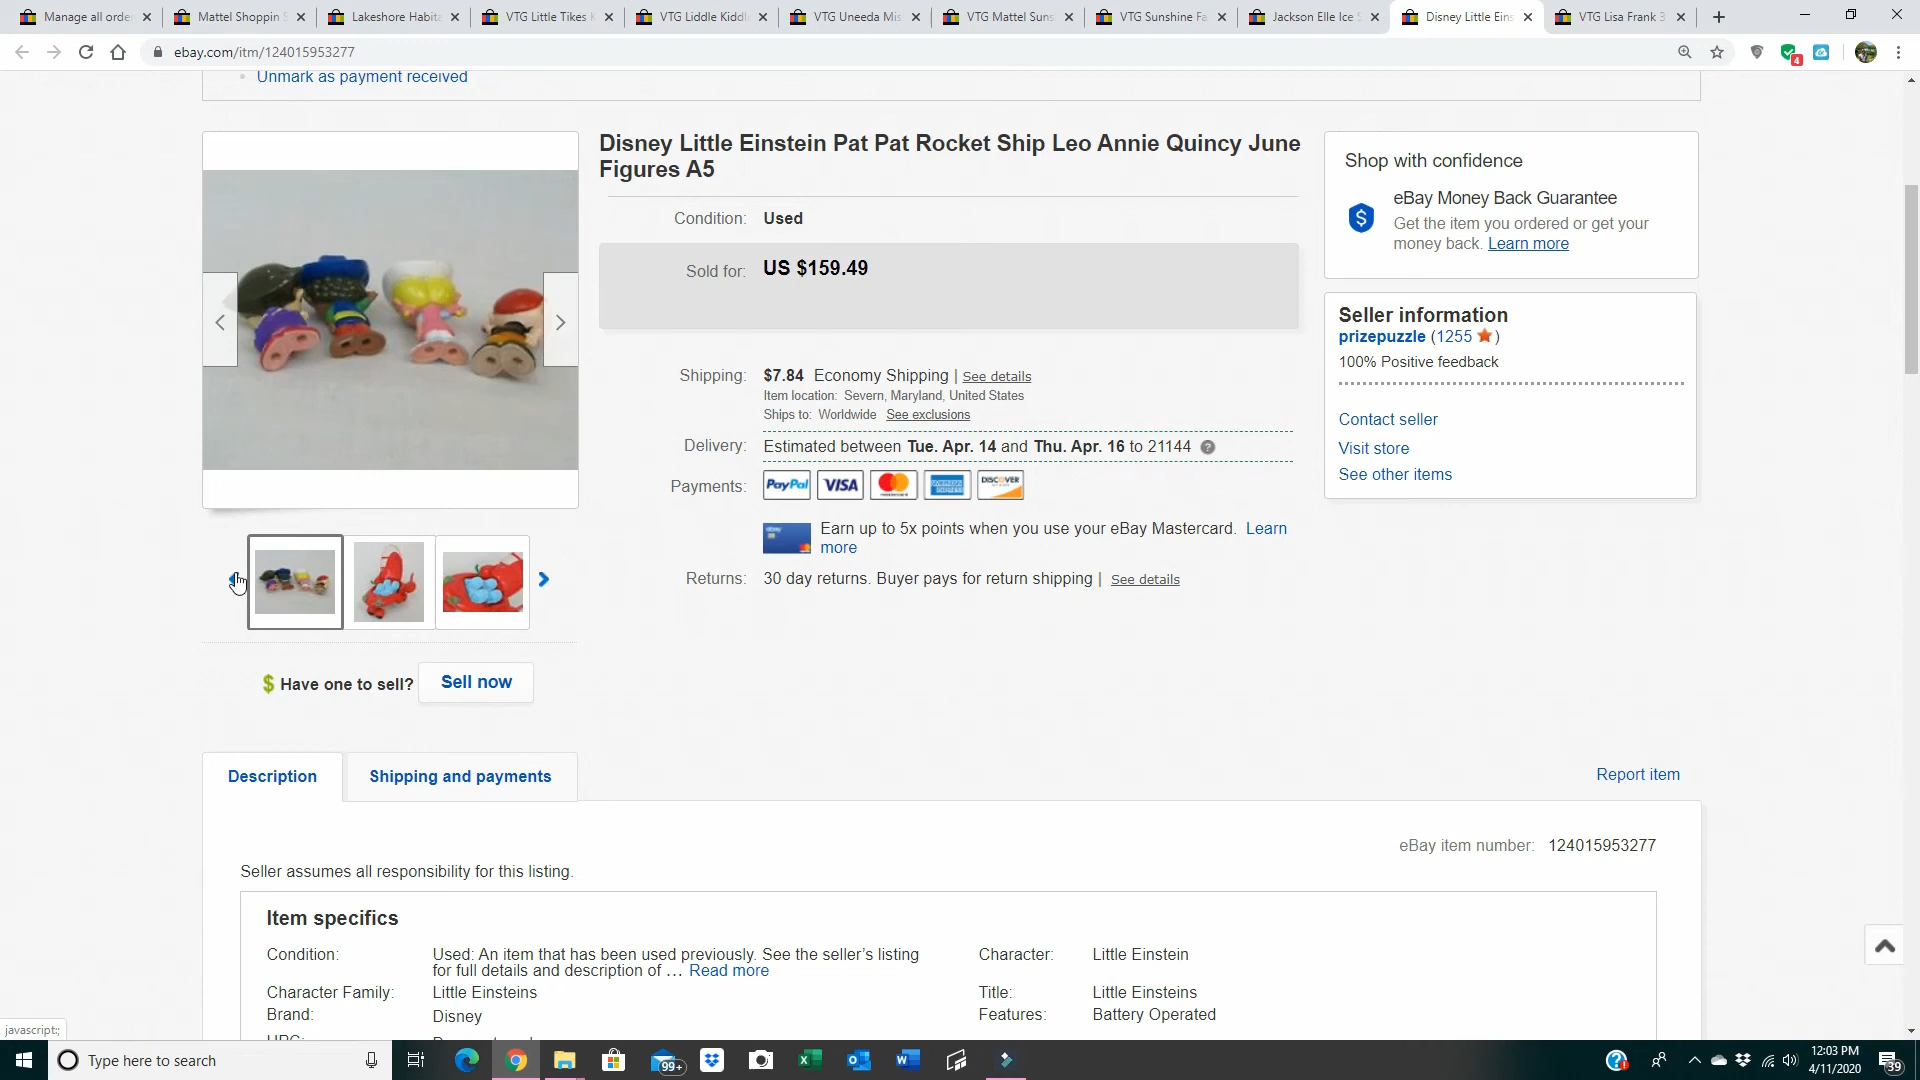 Manage all order
Mattel Shoppin S
Lakeshore Habita
VTG Little Tikes K
VTG Liddle Kiddl
VTG Uneeda Mis
VTG Mattel Suns
VTG Sunshine Fa
Jackson Elle Ice S
Disney Little Eins
VTG Lisa Frank 3
ebay.com/itm/124015953277
4
Unmark as payment received
Disney Little Einstein Pat Pat Rocket Ship Leo Annie Quincy June
Figures A5
Condition: Used
Sold for: US $159.49
Shipping: $7.84 Economy Shipping | See details
Item location: Severn, Maryland, United States
Ships to: Worldwide See exclusions
Delivery: Estimated between Tue. Apr. 14 and Thu. Apr. 16 to 21144 ?
Payments: PayPal VISA mastercard AMERICAN EXPRESS DISCOVER
Earn up to 5x points when you use your eBay Mastercard. Learn
more
Returns: 30 day returns. Buyer pays for return shipping | See details
Shop with confidence
eBay Money Back Guarantee
Get the item you ordered or get your
money back. Learn more
Seller information
prizepuzzle (1255)
100% Positive feedback
Contact seller
Visit store
See other items
$ Have one to sell? Sell now
Description
Shipping and payments
Report item
eBay item number: 124015953277
Seller assumes all responsibility for this listing.
Item specifics
Condition: Used: An item that has been used previously. See the seller's listing
for full details and description of ... Read more
Character: Little Einstein
Character Family: Little Einsteins
Title: Little Einsteins
Brand: Disney
Features: Battery Operated
javascript:;
Type here to search
99+
12:03 PM
4/11/2020
39